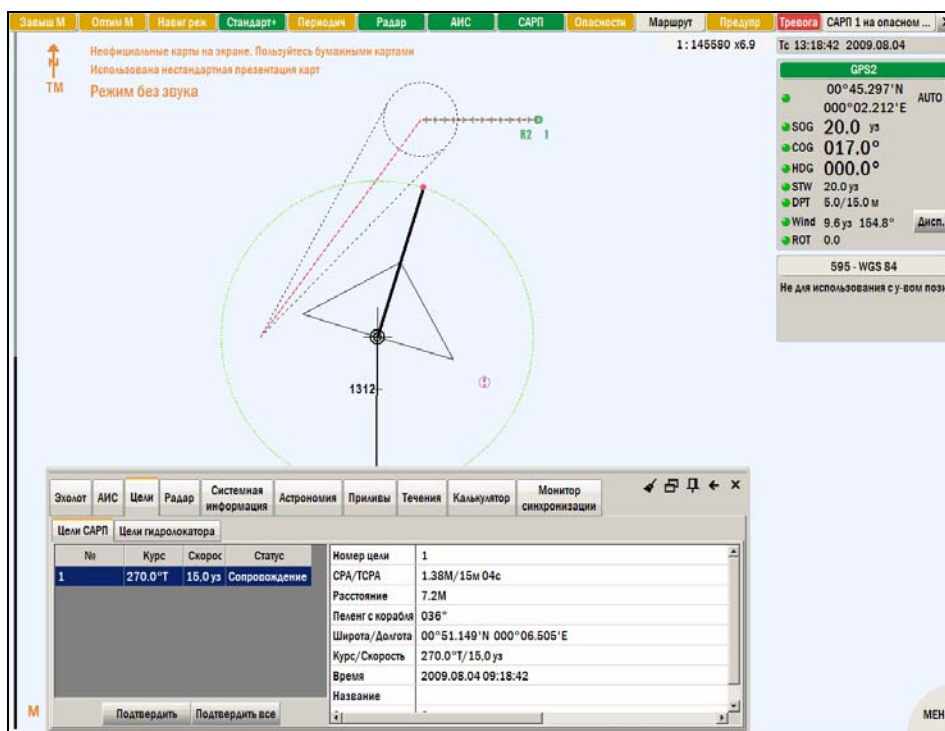 Завыш М Оптим М Навиг реж Стандарт+ Периодич Радар АИС САРП Опасности Маршрут Предупр Тревога САРП 1 на опасном ...
1:145580 x6.9
Неофициальные карты на экране. Пользуйтесь бумажными картами
Использована нестандартная презентация карт
Режим без звука
N
TM
Тс 13:18:42 2009.08.04
GPS2
00°45.297'N
000°02.212'E
AUTO
SOG 20.0 уз
COG 017.0°
HDG 000.0°
STW 20.0 уз
DPT 5.0/15.0 м
Wind 9.6 уз 154.8° Дисп.
ROT 0.0
595 - WGS 84
Не для использования с у-вом пози
R2 1
1312
Эхолот АИС Цели Радар Системная информация Астрономия Приливы Течения Калькулятор Монитор синхронизации
Цели САРП Цели гидролокатора
№ Курс Скорос Статус
1 270.0°T 15,0 уз Сопровождение
Номер цели 1
CPA/TCPA 1.38М/15м 04с
Расстояние 7.2М
Пеленг с корабля 036°
Широта/Долгота 00°51.149'N 000°06.505'E
Курс/Скорость 270.0°T/15.0 уз
Время 2009.08.04 09:18:42
Название
Подтвердить Подтвердить все
М
МЕН